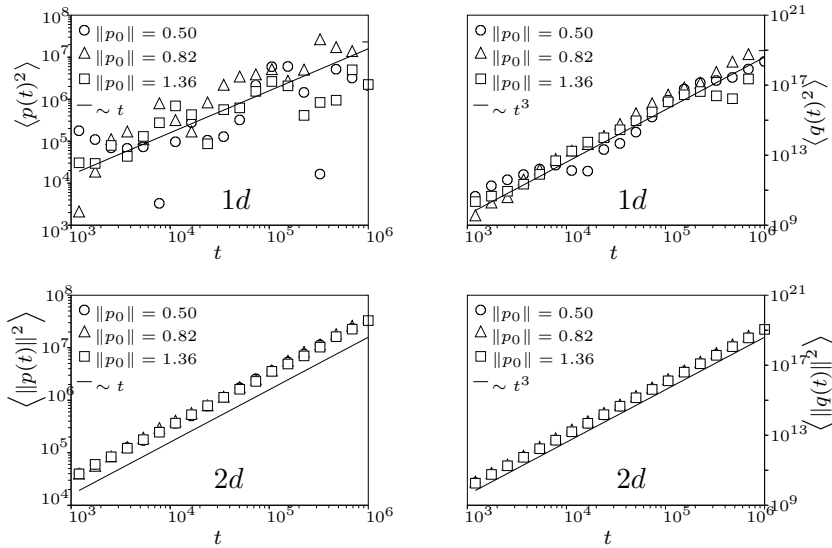 10^8
10^7
10^6
10^5
10^4
10^3
⟨p(t)^2⟩
∥p_0∥ = 0.50
∥p_0∥ = 0.82
∥p_0∥ = 1.36
∼ t
1d
10^3 10^4 10^5 10^6
t
10^21
10^17
10^13
10^9
⟨q(t)^2⟩
∥p_0∥ = 0.50
∥p_0∥ = 0.82
∥p_0∥ = 1.36
∼ t^3
1d
10^3 10^4 10^5 10^6
t
10^8
10^7
10^6
10^5
10^4
⟨∥p(t)∥^2⟩
∥p_0∥ = 0.50
∥p_0∥ = 0.82
∥p_0∥ = 1.36
∼ t
2d
10^3 10^4 10^5 10^6
t
10^21
10^17
10^13
10^9
⟨∥q(t)∥^2⟩
∥p_0∥ = 0.50
∥p_0∥ = 0.82
∥p_0∥ = 1.36
∼ t^3
2d
10^3 10^4 10^5 10^6
t